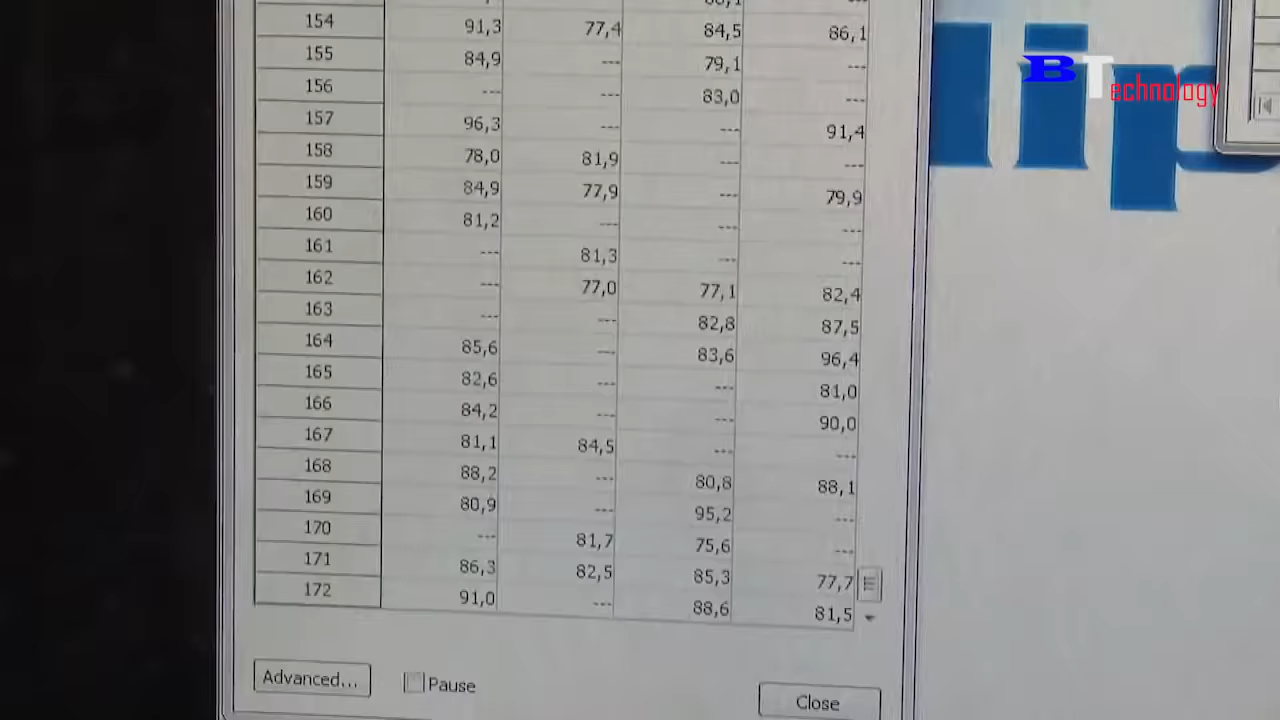 154 91,3 77,4 84,5 86,1
155 84,9 --- 79,1 ---
156 --- --- 83,0 ---
157 96,3 --- --- 91,4
158 78,0 81,9 --- ---
159 84,9 77,9 --- 79,9
160 81,2 --- --- ---
161 --- 81,3 --- ---
162 --- 77,0 77,1 82,4
163 --- --- 82,8 87,5
164 85,6 --- 83,6 96,4
165 82,6 --- --- 81,0
166 84,2 --- --- 90,0
167 81,1 84,5 --- ---
168 88,2 --- 80,8 88,1
169 80,9 --- 95,2 ---
170 --- 81,7 75,6 ---
171 86,3 82,5 85,3 77,7
172 91,0 --- 88,6 81,5
Advanced...
Pause
Close
lip
BTechnology